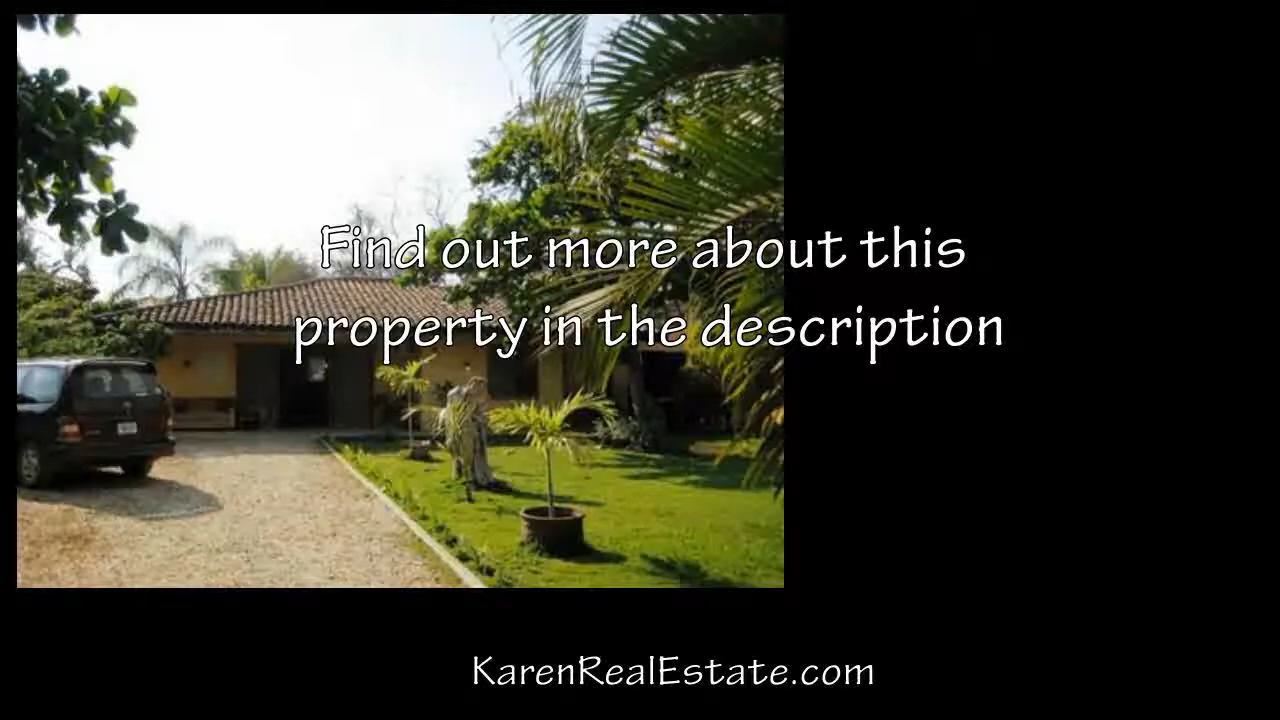 Find out more about this
property in the description
KarenRealEstate.com